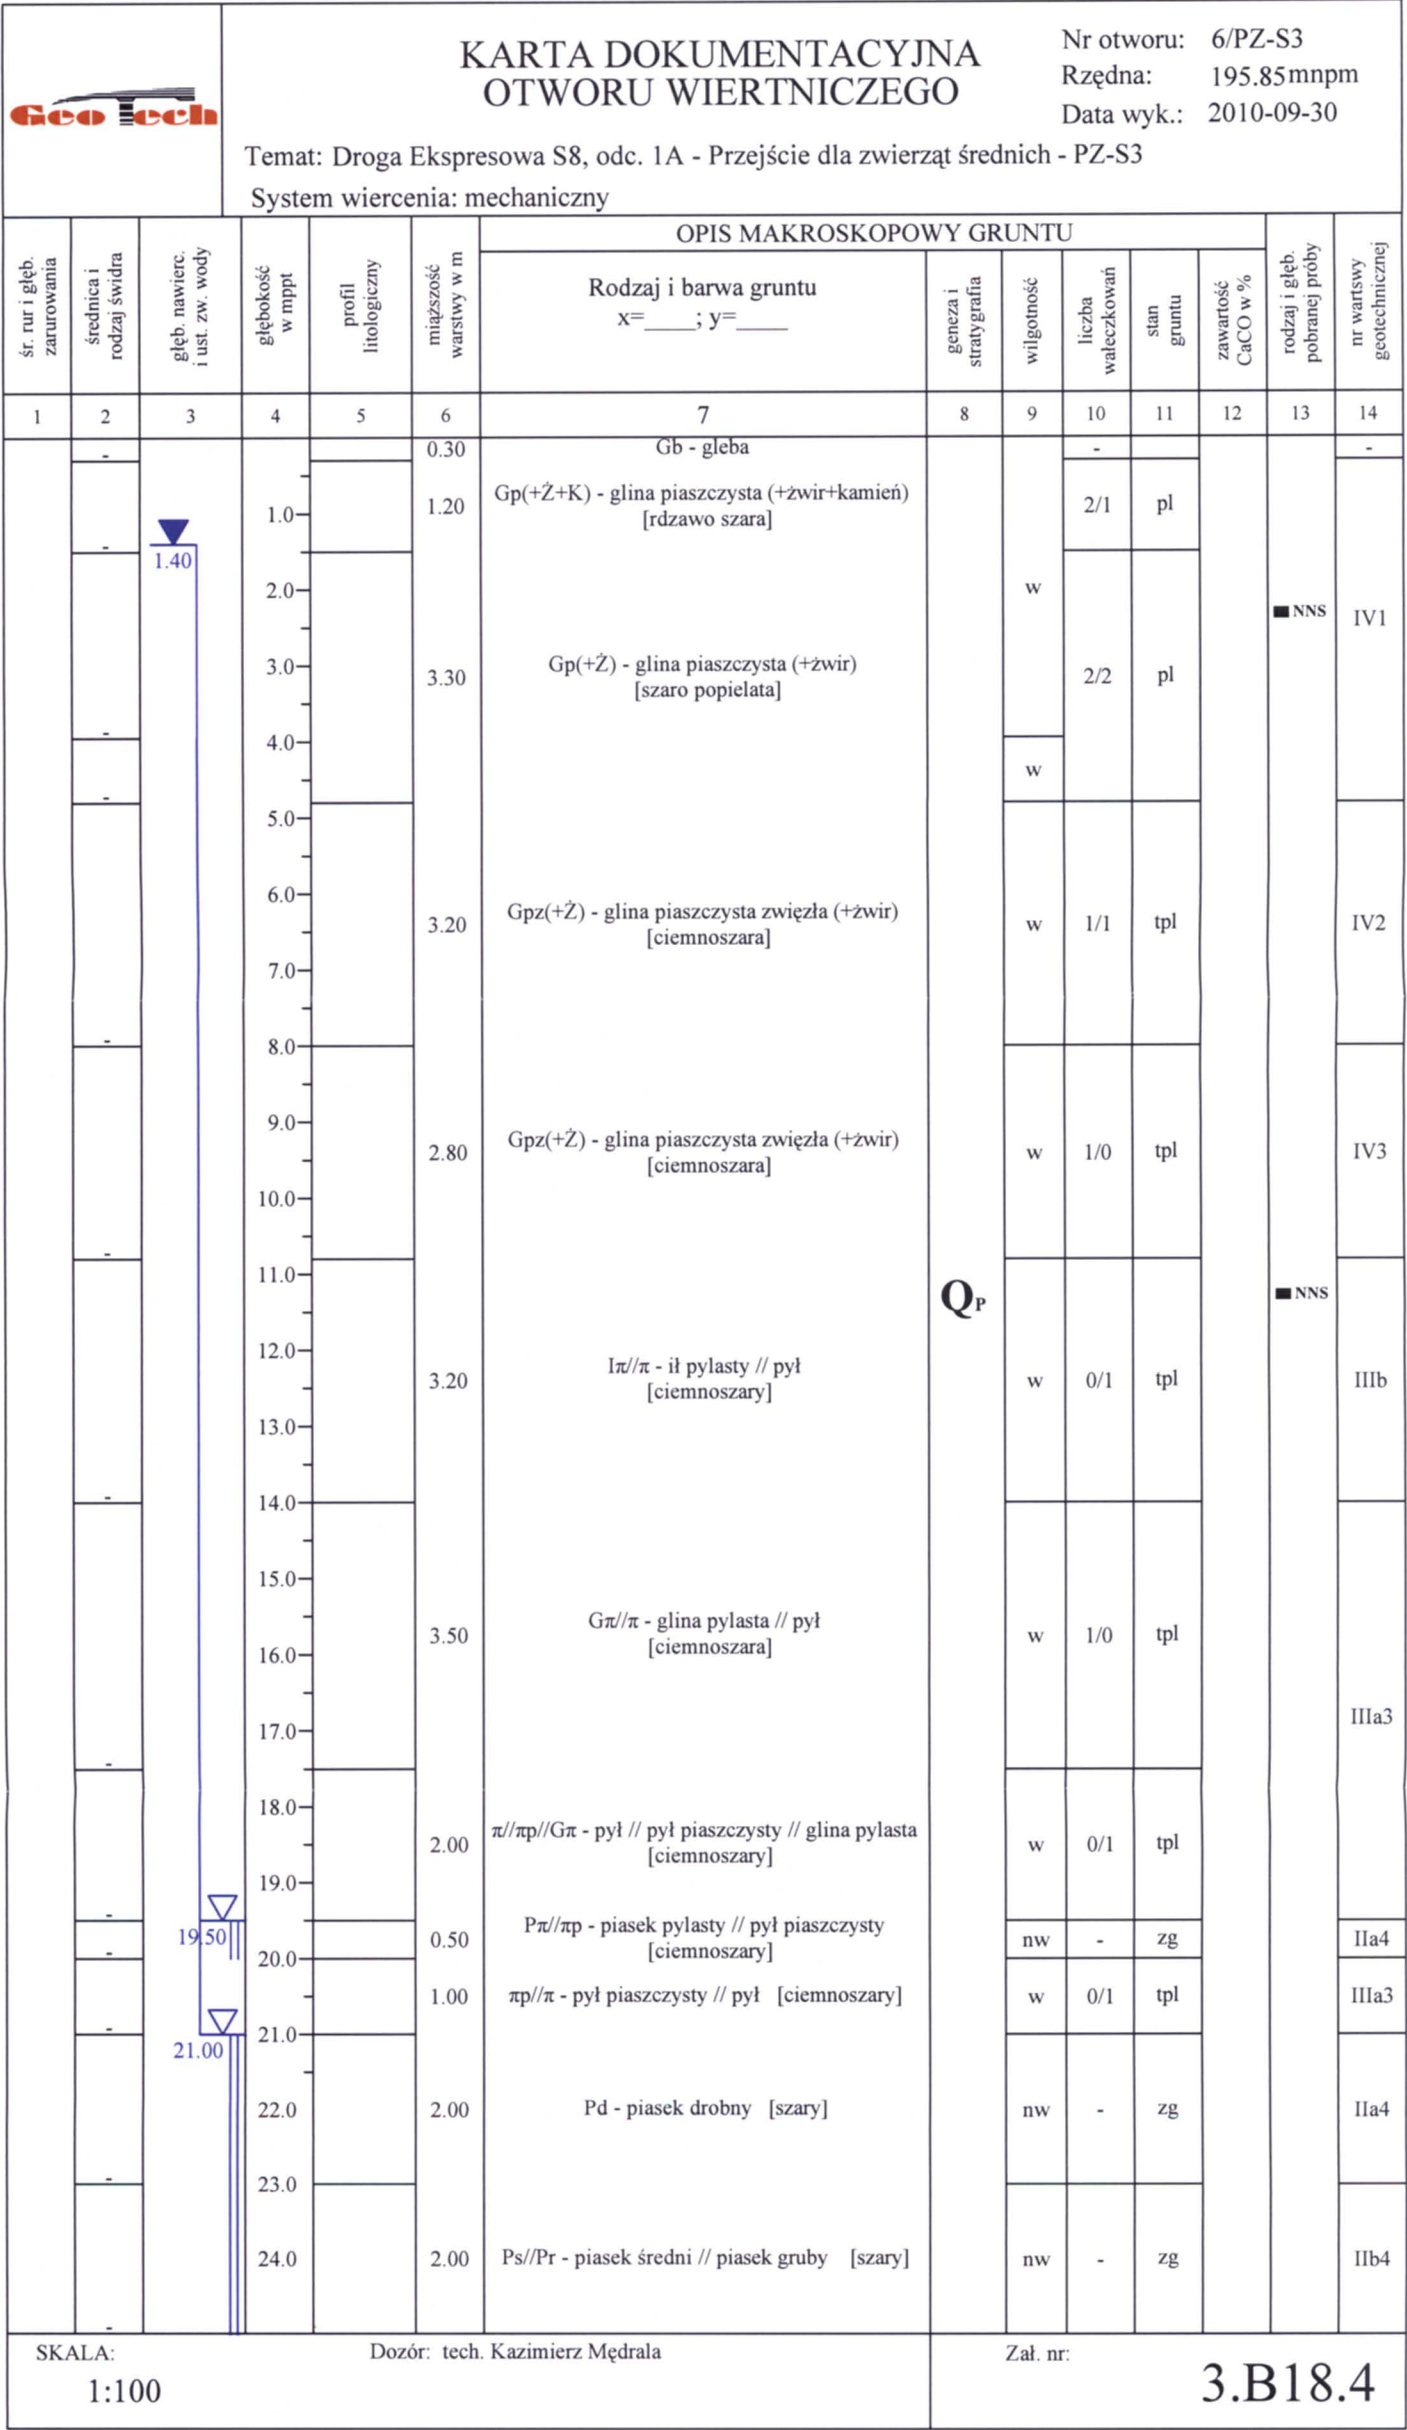 Geo Tech
KARTA DOKUMENTACYJNA
OTWORU WIERTNICZEGO
Nr otworu: 6/PZ-S3
Rzędna: 195.85mnpm
Data wyk.: 2010-09-30
Temat: Droga Ekspresowa S8, odc. 1A - Przejście dla zwierząt średnich - PZ-S3
System wiercenia: mechaniczny
śr. rur i głęb.
zarurowania
średnica i
rodzaj świdra
głęb. nawierc.
i ust. zw. wody
głębokość
w mppt
profil
litologiczny
miąższość
warstwy w m
OPIS MAKROSKOPOWY GRUNTU
Rodzaj i barwa gruntu
x=____; y=____
geneza i
stratygrafia
wilgotność
liczba
wałeczkowań
stan
gruntu
zawartość
CaCO w %
rodzaj i głęb.
pobranej próby
nr wartswy
geotechnicznej
1 2 3 4 5 6 7 8 9 10 11 12 13 14
- 0.30 Gb - gleba - -
1.0 1.20 Gp(+Ż+K) - glina piaszczysta (+żwir+kamień) 2/1 pl
[rdzawo szara]
-
1.40
2.0 w NNS IV1
3.0 3.30 Gp(+Ż) - glina piaszczysta (+żwir) 2/2 pl
[szaro popielata]
-
4.0
w
-
5.0
6.0
3.20 Gpz(+Ż) - glina piaszczysta zwięzła (+żwir) w 1/1 tpl IV2
[ciemnoszara]
7.0
-
8.0
9.0
2.80 Gpz(+Ż) - glina piaszczysta zwięzła (+żwir) w 1/0 tpl IV3
[ciemnoszara]
10.0
-
11.0
QP NNS
12.0
3.20 Iπ//π - ił pylasty // pył w 0/1 tpl IIIb
[ciemnoszary]
13.0
-
14.0
15.0
3.50 Gπ//π - glina pylasta // pył w 1/0 tpl
[ciemnoszara]
16.0
17.0 IIIa3
-
18.0
2.00 π//πp//Gπ - pył // pył piaszczysty // glina pylasta w 0/1 tpl
[ciemnoszary]
19.0
-
19.50 0.50 Pπ//πp - piasek pylasty // pył piaszczysty nw - zg IIa4
[ciemnoszary]
-
20.0
1.00 πp//π - pył piaszczysty // pył [ciemnoszary] w 0/1 tpl IIIa3
-
21.0
21.00
22.0 2.00 Pd - piasek drobny [szary] nw - zg IIa4
-
23.0
24.0 2.00 Ps//Pr - piasek średni // piasek gruby [szary] nw - zg IIb4
-
SKALA:
1:100
Dozór: tech. Kazimierz Mędrala
Zał. nr:
3.B18.4